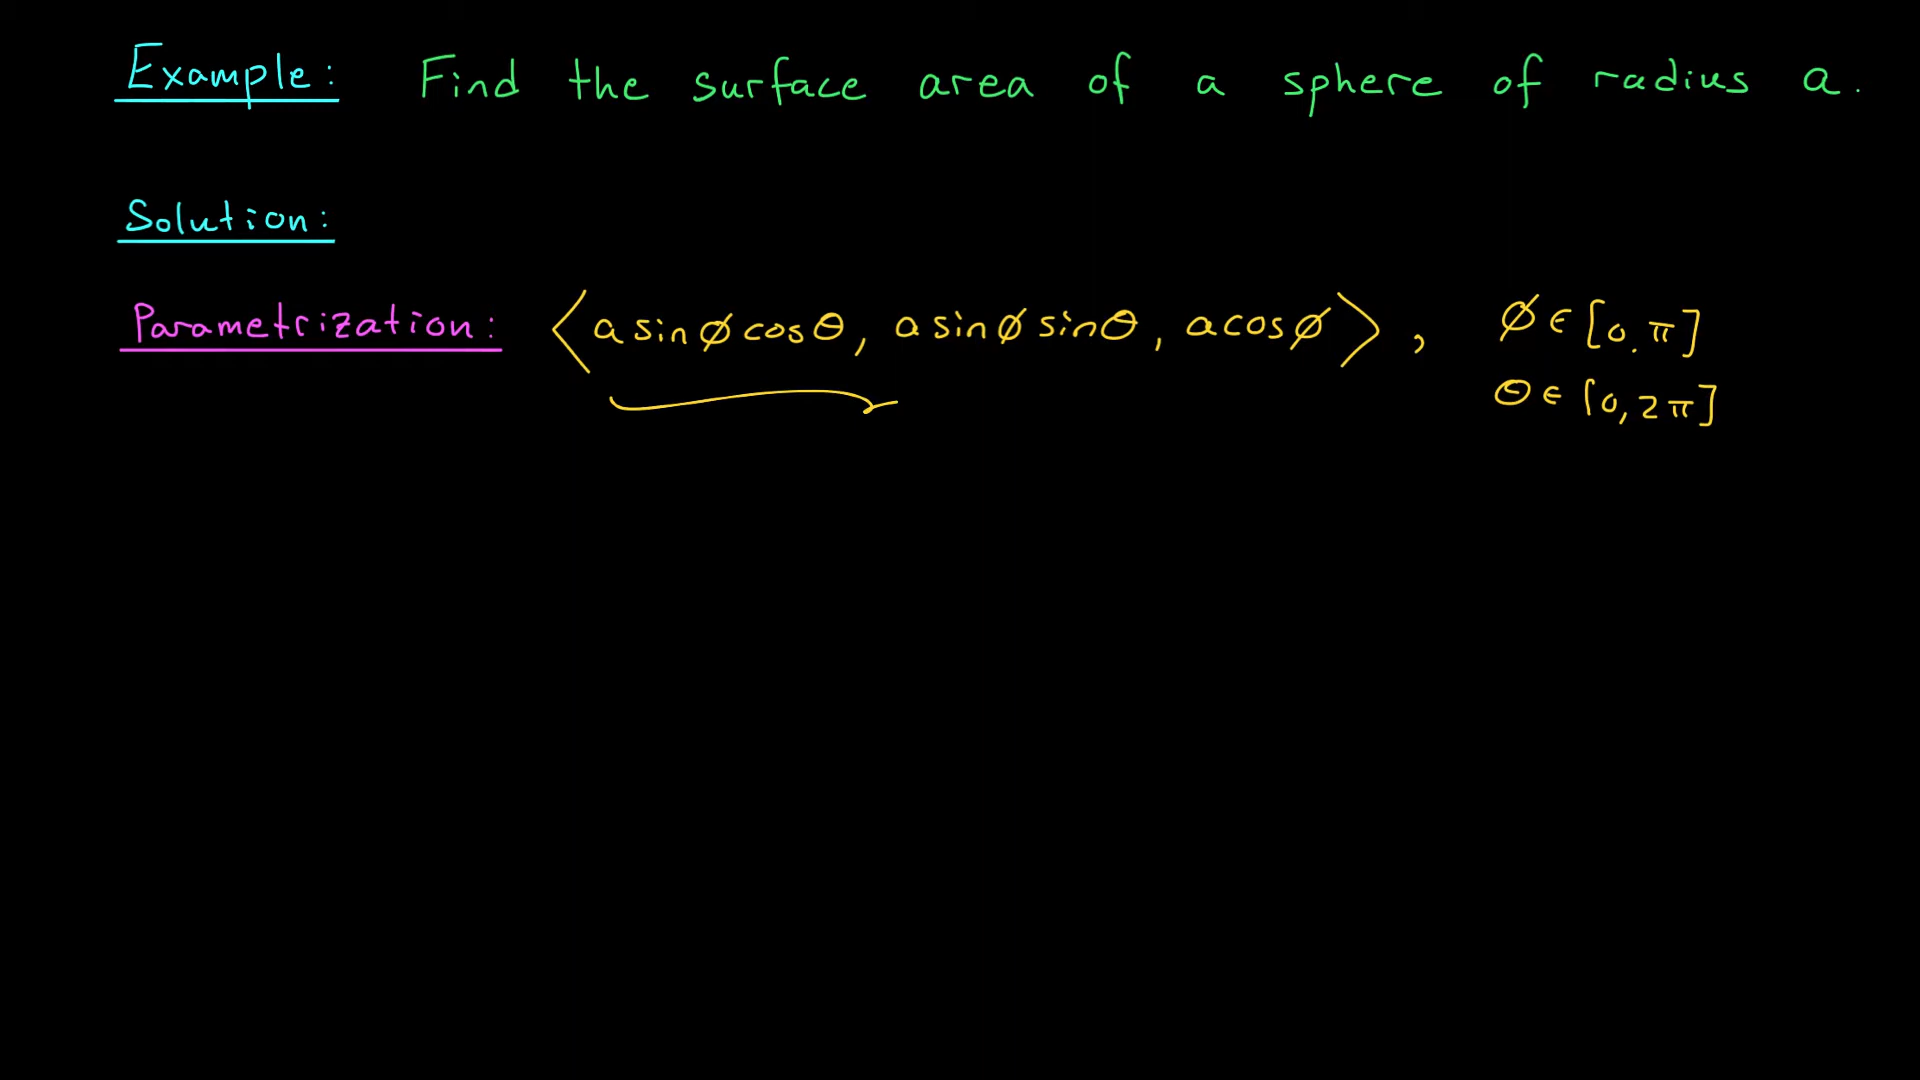 Example: Find the surface area of a sphere of radius a.
Solution:
Parametrization: ⟨a sin ∅ cos θ, a sin ∅ sin θ, a cos ∅⟩, ∅ ∈ [0. π]
θ ∈ [0, 2π]